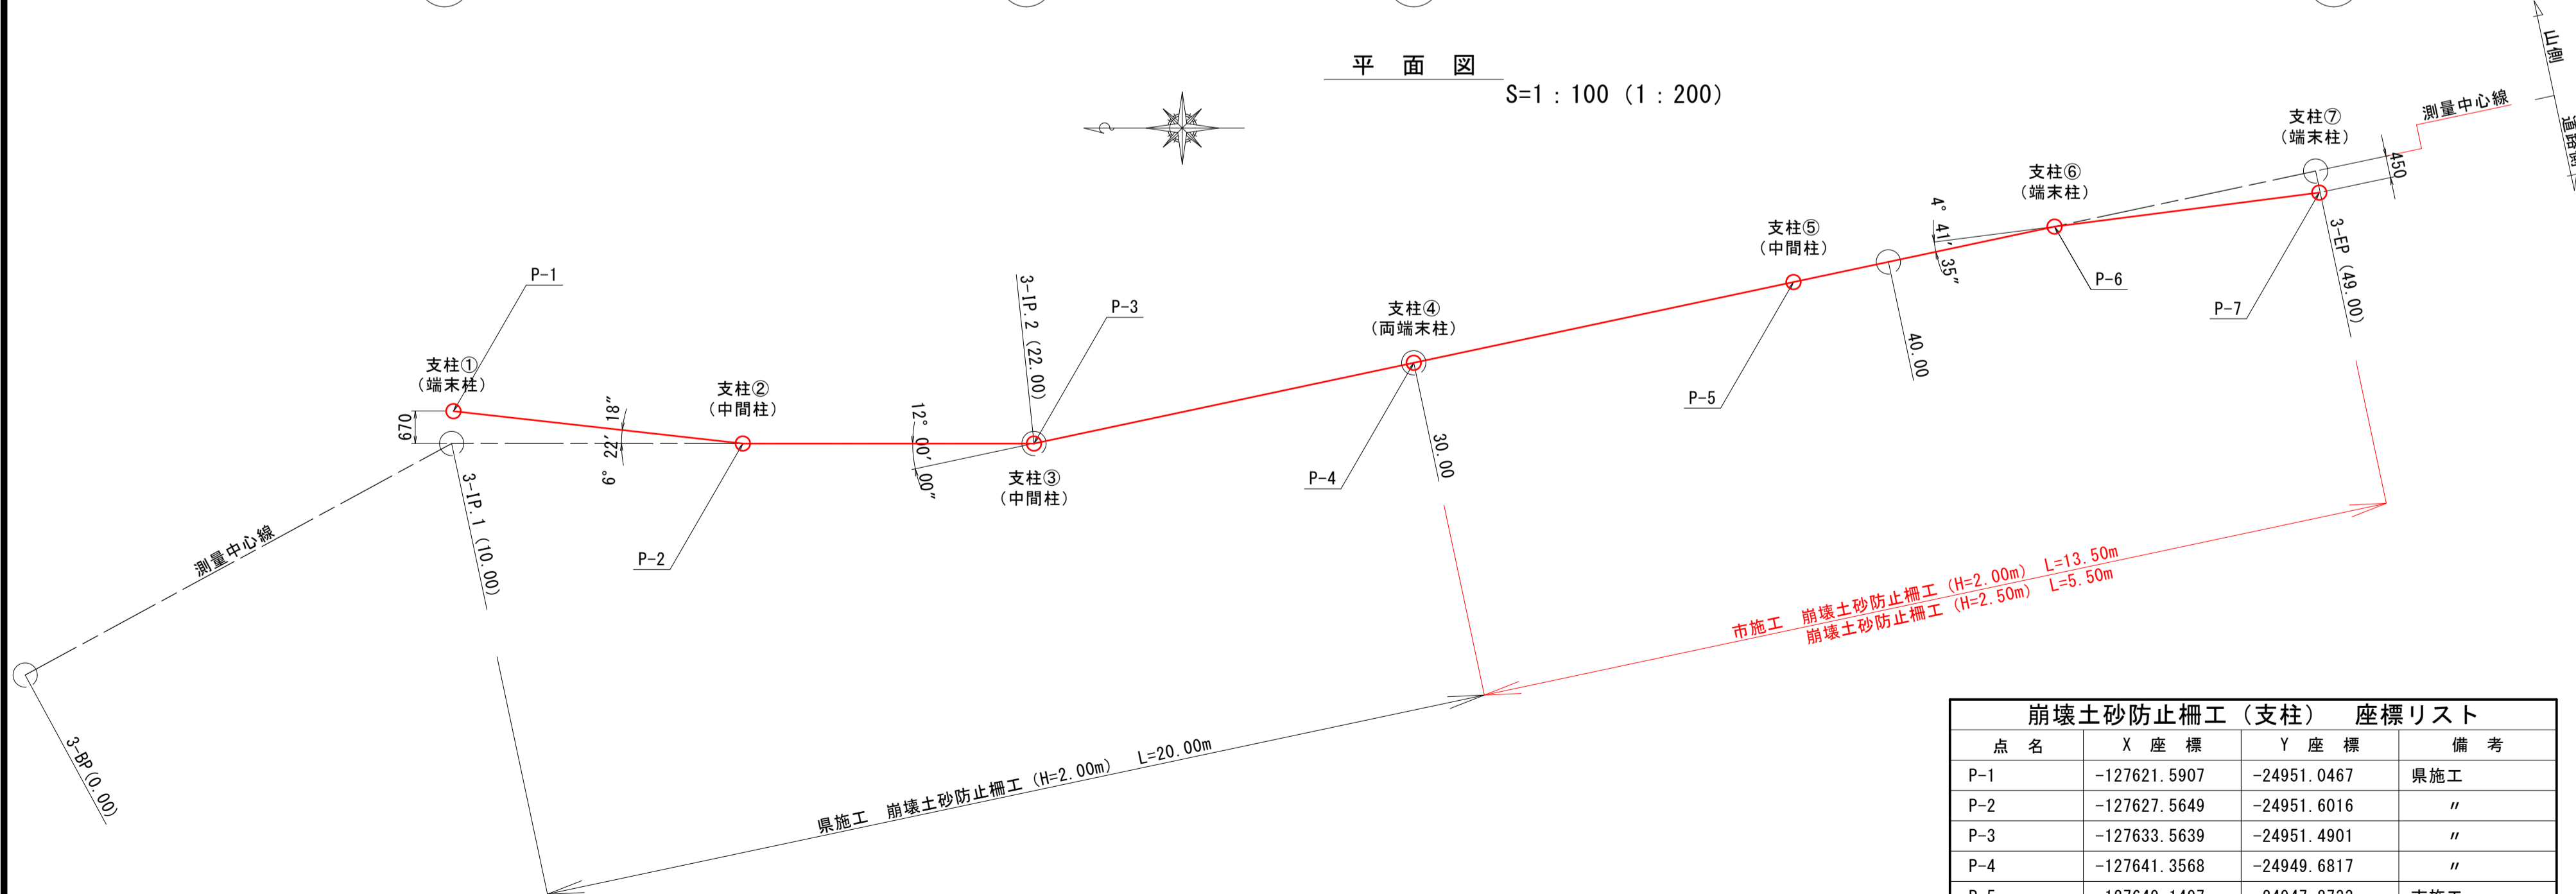 平 面 図
S=1：100（1：200）
山側
測量中心線
支柱⑦
（端末柱）
450
支柱⑥
（端末柱）
4° 41′ 35″
3-EP (49.00)
支柱⑤
（中間柱）
P-6
P-7
P-1
3-IP.2 (22.00)
P-3
支柱④
（両端末柱）
40.00
支柱①
（端末柱）
支柱②
（中間柱）
P-5
670
6° 22′ 18″
12° 00′ 00″
30.00
支柱③
（中間柱）
P-4
3-IP.1 (10.00)
測量中心線
P-2
市施工　崩壊土砂防止柵工（H=2.00m）　L=13.50m
崩壊土砂防止柵工（H=2.50m）　L=5.50m
3-BP(0.00)
県施工　崩壊土砂防止柵工（H=2.00m）　L=20.00m
崩壊土砂防止柵工（支柱）　座標リスト
点 名　X 座 標　Y 座 標　備 考
P-1　-127621.5907　-24951.0467　県施工
P-2　-127627.5649　-24951.6016　〃
P-3　-127633.5639　-24951.4901　〃
P-4　-127641.3568　-24949.6817　〃